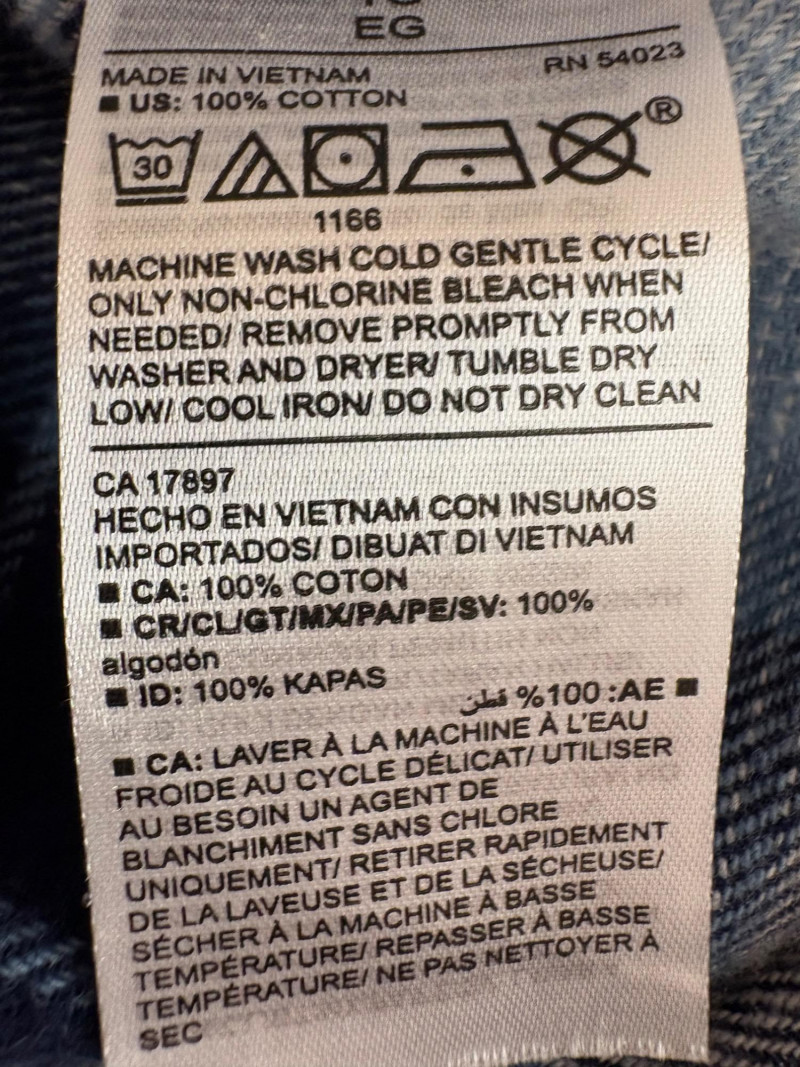 EG
RN 54023
MADE IN VIETNAM
■ US: 100% COTTON
30
®
1166
MACHINE WASH COLD GENTLE CYCLE/
ONLY NON-CHLORINE BLEACH WHEN
NEEDED/ REMOVE PROMPTLY FROM
WASHER AND DRYER/ TUMBLE DRY
LOW/ COOL IRON/ DO NOT DRY CLEAN
CA 17897
HECHO EN VIETNAM CON INSUMOS
IMPORTADOS/ DIBUAT DI VIETNAM
■ CA: 100% COTON
■ CR/CL/GT/MX/PA/PE/SV: 100%
algodón
■ ID: 100% KAPAS
■ AE: 100% قطن
■ CA: LAVER À LA MACHINE À L'EAU
FROIDE AU CYCLE DÉLICAT/ UTILISER
AU BESOIN UN AGENT DE
BLANCHIMENT SANS CHLORE
UNIQUEMENT/ RETIRER RAPIDEMENT
DE LA LAVEUSE ET DE LA SÉCHEUSE/
SÉCHER À LA MACHINE À BASSE
TEMPÉRATURE/ REPASSER À BASSE
TEMPÉRATURE/ NE PAS NETTOYER À
SEC